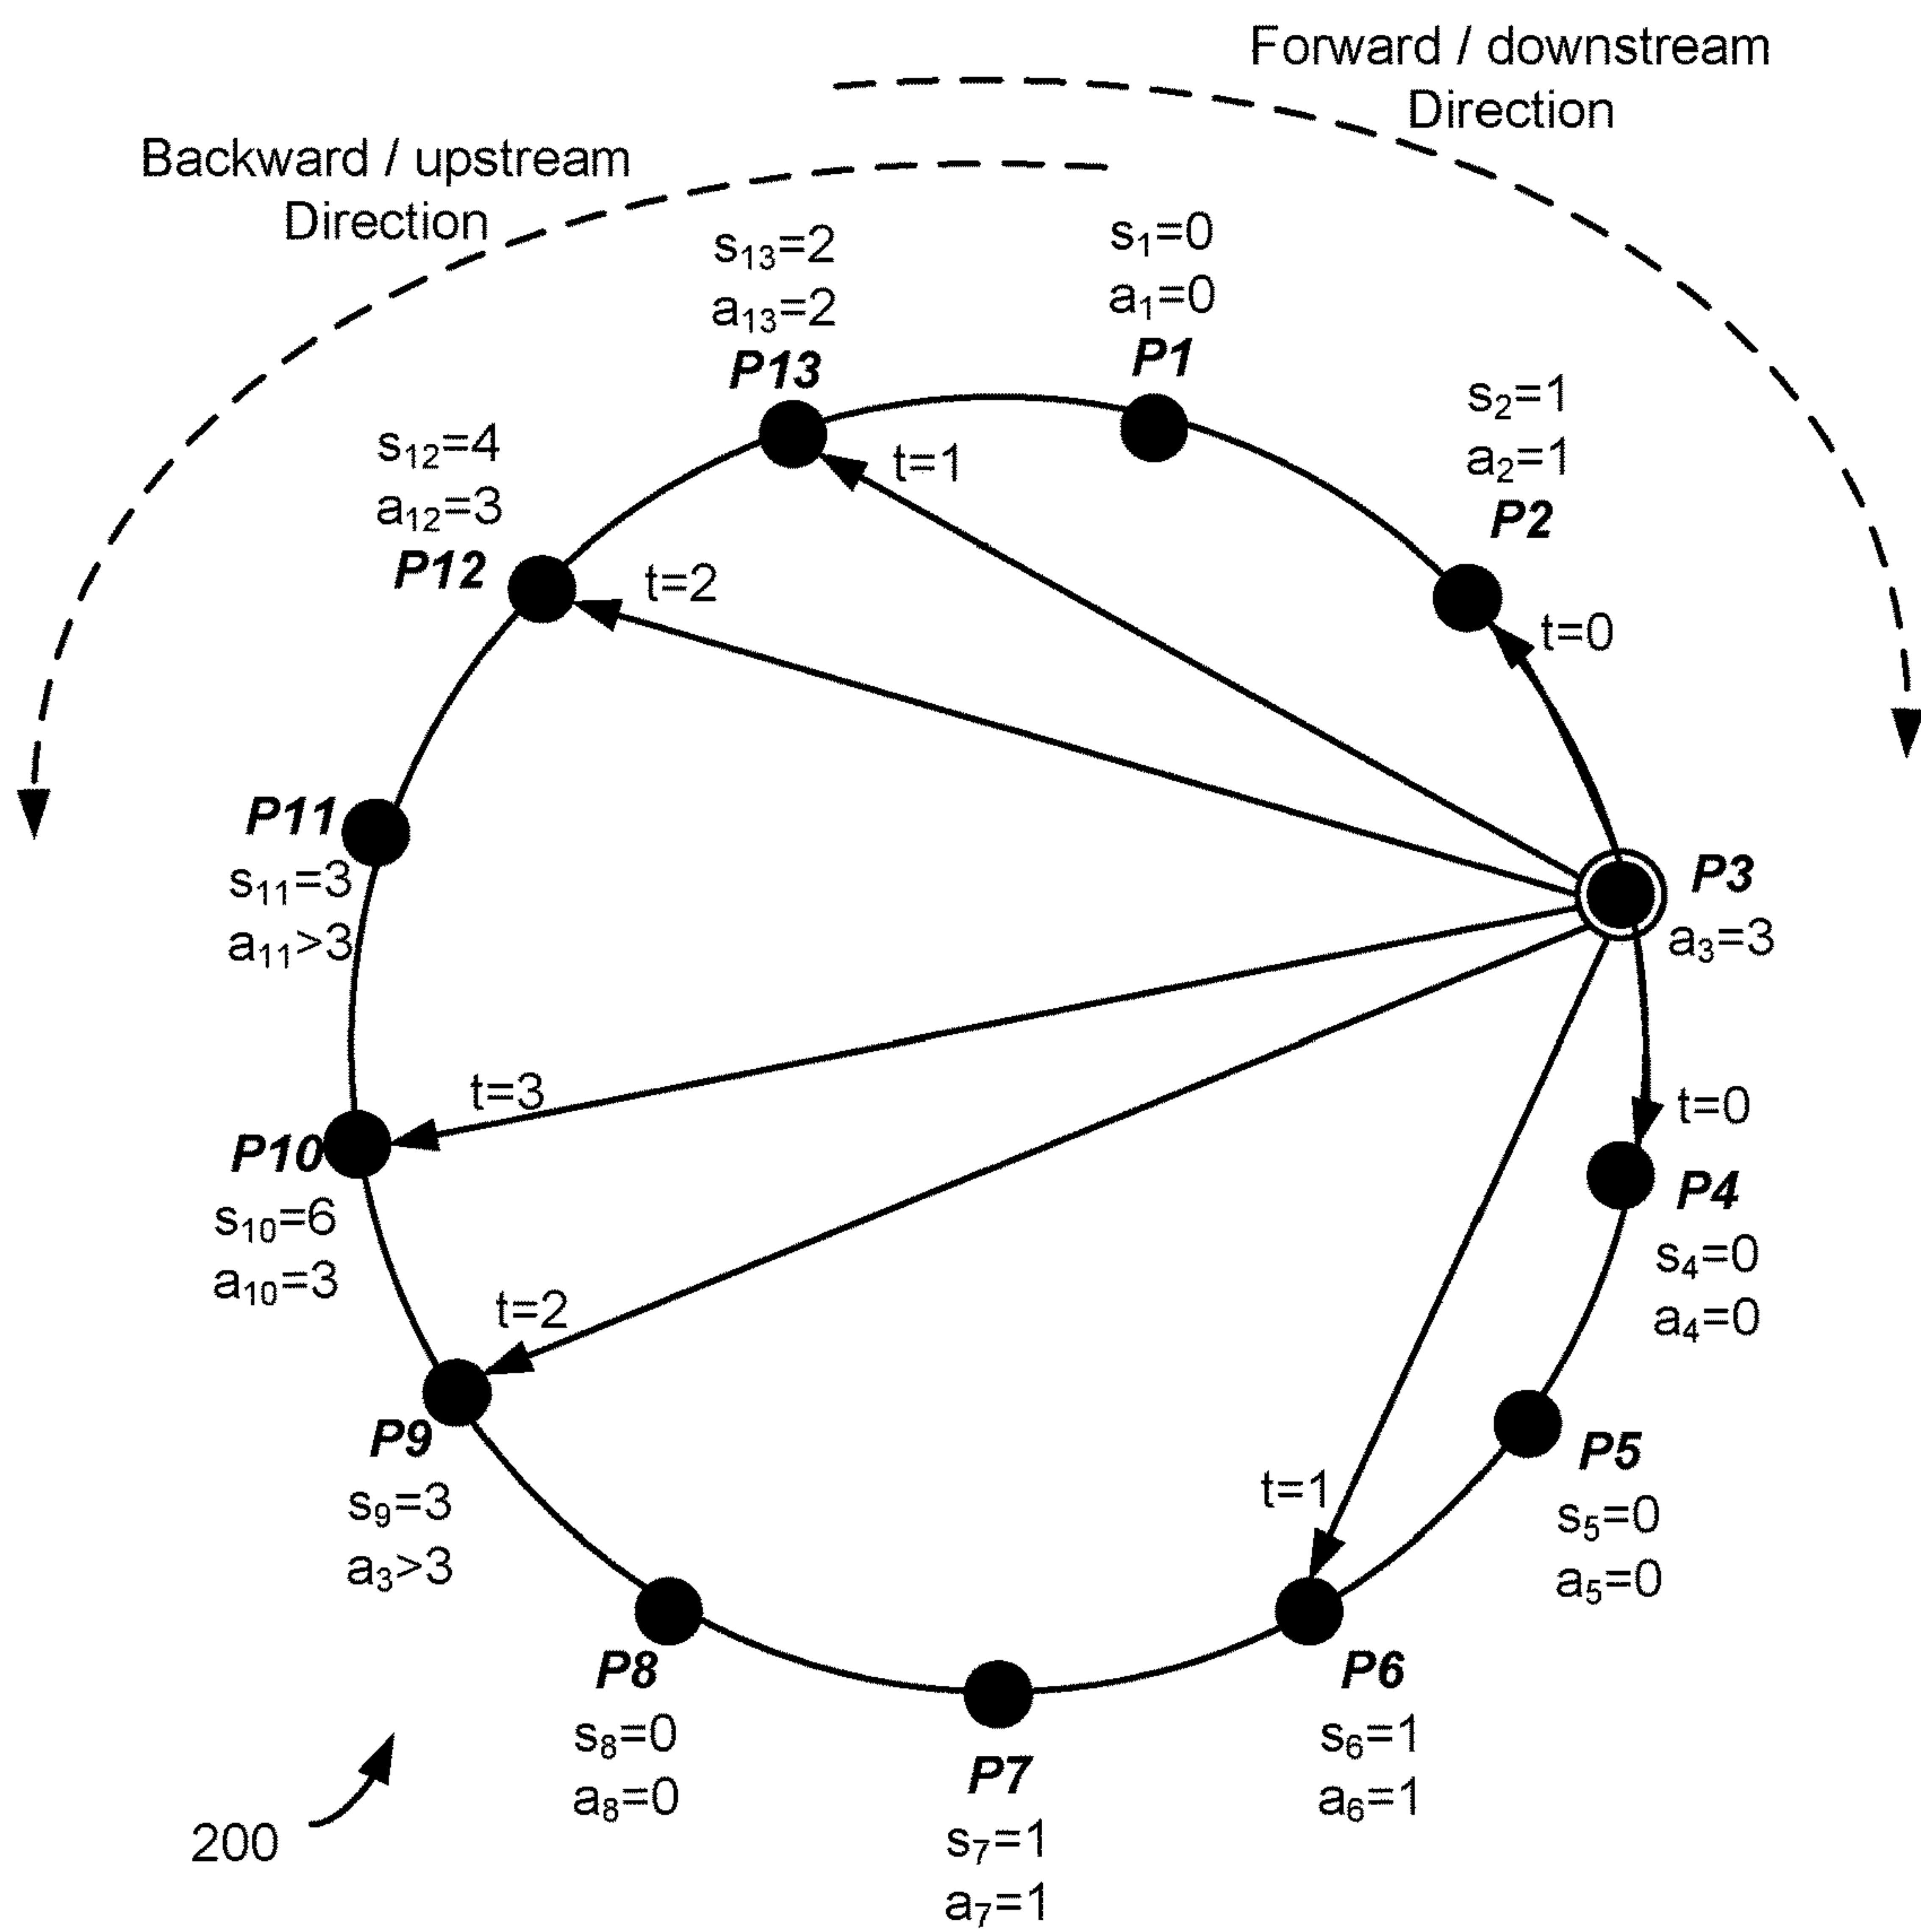 Forward / downstream
Direction
Backward / upstream
Direction
s₁₃=2
a₁₃=2
P13
s₁=0
a₁=0
P1
s₂=1
a₂=1
P2
s₁₂=4
a₁₂=3
P12
t=1
t=2
t=0
P11
s₁₁=3
a₁₁>3
P3
a₃=3
t=3
t=0
P10
s₁₀=6
a₁₀=3
P4
s₄=0
a₄=0
t=2
P9
s₉=3
a₃>3
t=1
P5
s₅=0
a₅=0
P8
s₈=0
a₈=0
P7
s₇=1
a₇=1
P6
s₆=1
a₆=1
200